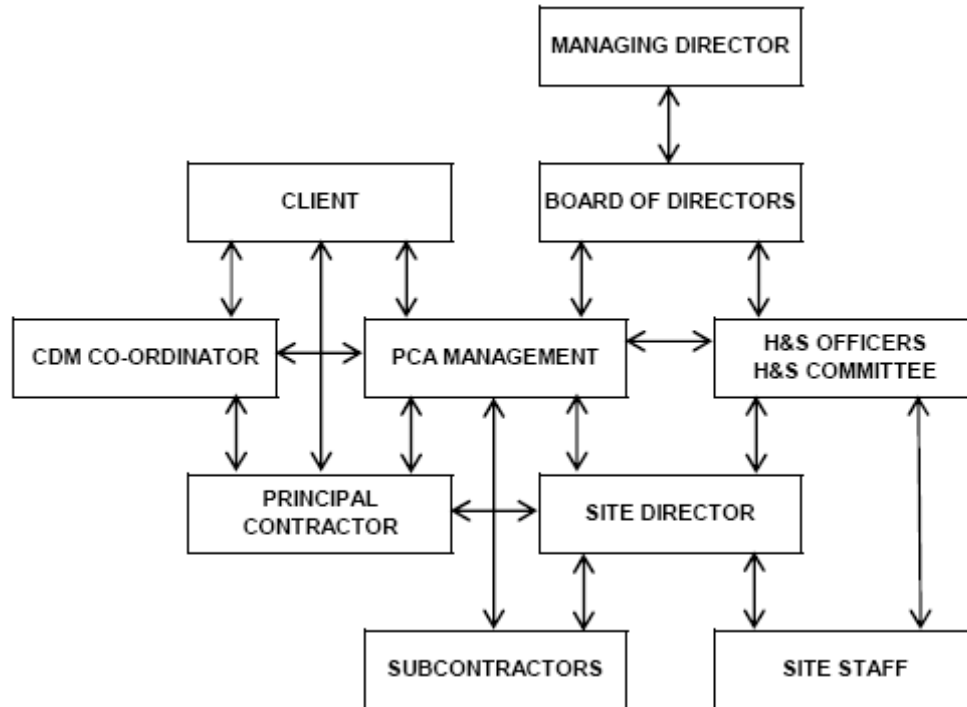 MANAGING DIRECTOR
CLIENT
BOARD OF DIRECTORS
CDM CO-ORDINATOR
PCA MANAGEMENT
H&S OFFICERS
H&S COMMITTEE
PRINCIPAL
CONTRACTOR
SITE DIRECTOR
SUBCONTRACTORS
SITE STAFF